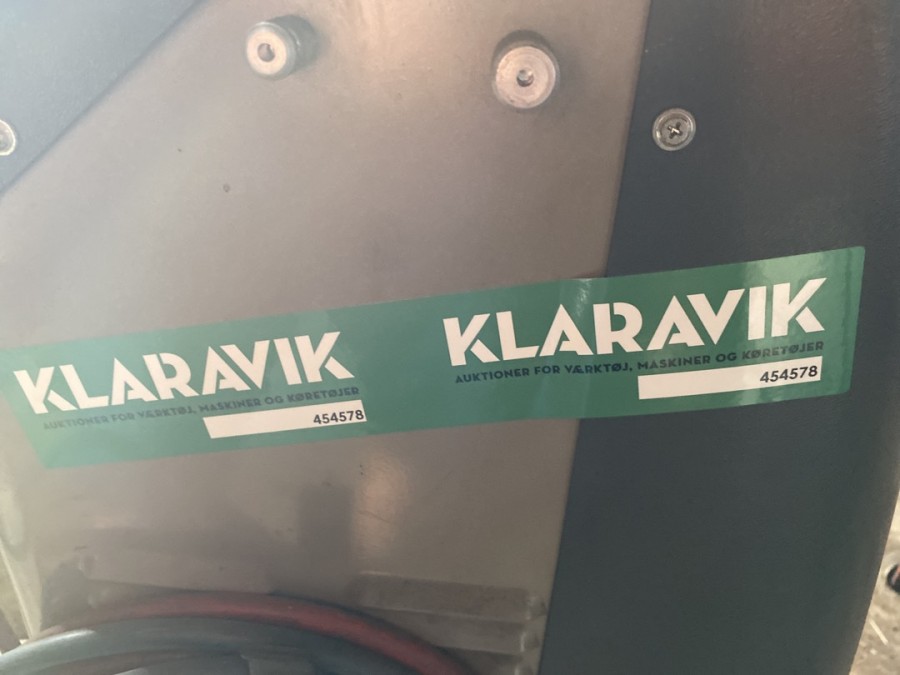 KLARAVIK
AUKTIONER FOR VÆRKTØJ, MASKINER OG KØRETØJER
454578
KLARAVIK
AUKTIONER FOR VÆRKTØJ, MASKINER OG KØRETØJER
454578